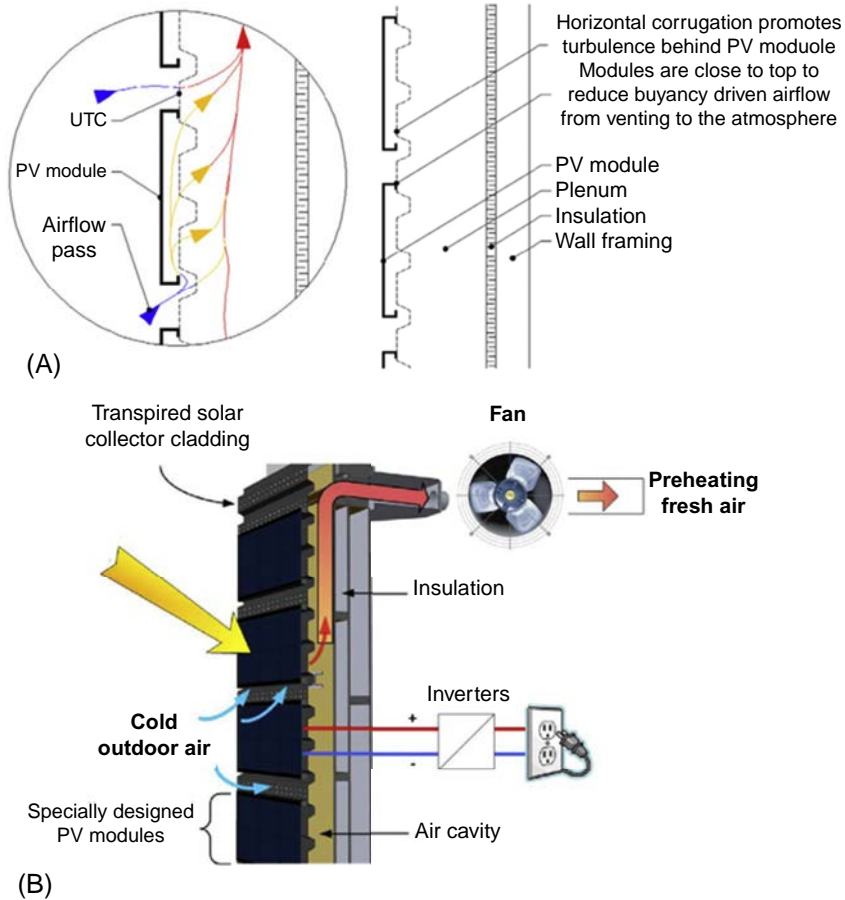 Horizontal corrugation promotes
turbulence behind PV moduole
Modules are close to top to
reduce buyancy driven airflow
from venting to the atmosphere
UTC
PV module
Airflow
pass
PV module
Plenum
Insulation
Wall framing
(A)
Transpired solar
collector cladding
Fan
Preheating
fresh air
Insulation
Inverters
+
-
Cold
outdoor air
Specially designed
PV modules
Air cavity
(B)